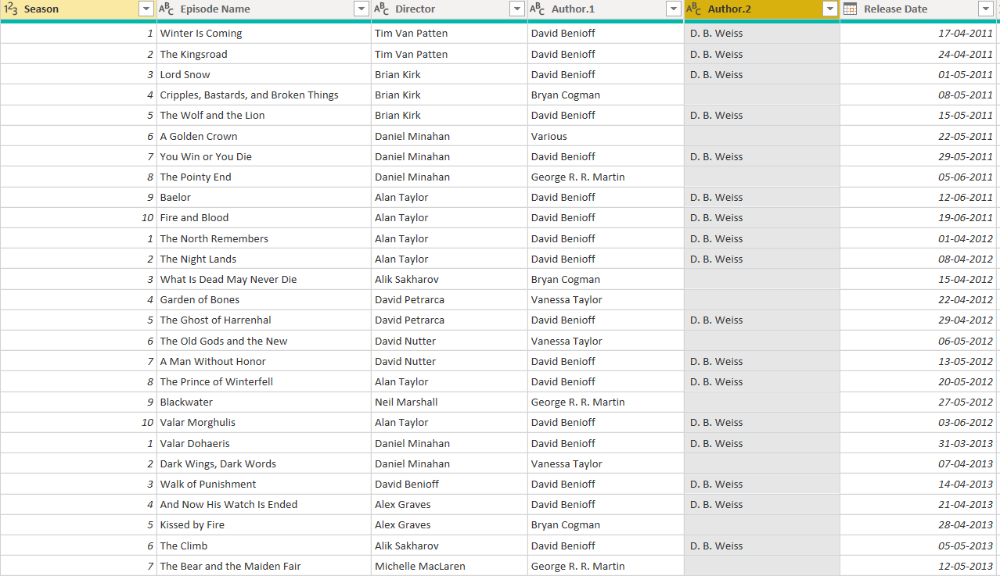 1²3 Season ABC Episode Name ABC Director ABC Author.1 ABC Author.2 Release Date
1 Winter Is Coming Tim Van Patten David Benioff D. B. Weiss 17-04-2011
2 The Kingsroad Tim Van Patten David Benioff D. B. Weiss 24-04-2011
3 Lord Snow Brian Kirk David Benioff D. B. Weiss 01-05-2011
4 Cripples, Bastards, and Broken Things Brian Kirk Bryan Cogman 08-05-2011
5 The Wolf and the Lion Brian Kirk David Benioff D. B. Weiss 15-05-2011
6 A Golden Crown Daniel Minahan Various 22-05-2011
7 You Win or You Die Daniel Minahan David Benioff D. B. Weiss 29-05-2011
8 The Pointy End Daniel Minahan George R. R. Martin 05-06-2011
9 Baelor Alan Taylor David Benioff D. B. Weiss 12-06-2011
10 Fire and Blood Alan Taylor David Benioff D. B. Weiss 19-06-2011
1 The North Remembers Alan Taylor David Benioff D. B. Weiss 01-04-2012
2 The Night Lands Alan Taylor David Benioff D. B. Weiss 08-04-2012
3 What Is Dead May Never Die Alik Sakharov Bryan Cogman 15-04-2012
4 Garden of Bones David Petrarca Vanessa Taylor 22-04-2012
5 The Ghost of Harrenhal David Petrarca David Benioff D. B. Weiss 29-04-2012
6 The Old Gods and the New David Nutter Vanessa Taylor 06-05-2012
7 A Man Without Honor David Nutter David Benioff D. B. Weiss 13-05-2012
8 The Prince of Winterfell Alan Taylor David Benioff D. B. Weiss 20-05-2012
9 Blackwater Neil Marshall George R. R. Martin 27-05-2012
10 Valar Morghulis Alan Taylor David Benioff D. B. Weiss 03-06-2012
1 Valar Dohaeris Daniel Minahan David Benioff D. B. Weiss 31-03-2013
2 Dark Wings, Dark Words Daniel Minahan Vanessa Taylor 07-04-2013
3 Walk of Punishment David Benioff David Benioff D. B. Weiss 14-04-2013
4 And Now His Watch Is Ended Alex Graves David Benioff D. B. Weiss 21-04-2013
5 Kissed by Fire Alex Graves Bryan Cogman 28-04-2013
6 The Climb Alik Sakharov David Benioff D. B. Weiss 05-05-2013
7 The Bear and the Maiden Fair Michelle MacLaren George R. R. Martin 12-05-2013